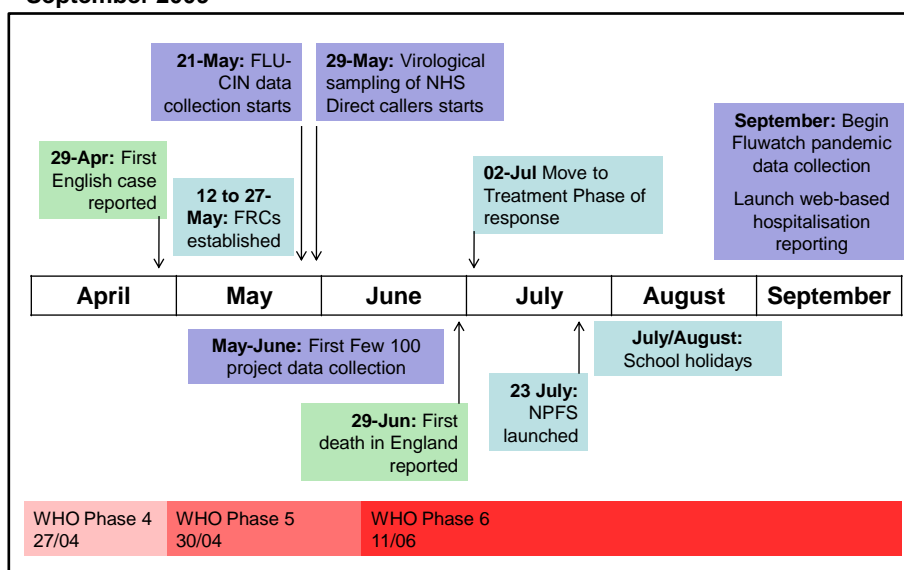 September
21-May: FLU-
CIN data
collection starts
29-May: Virological
sampling of NHS
Direct callers starts
September: Begin
Fluwatch pandemic
data collection
Launch web-based
hospitalisation
reporting
29-Apr: First
English case
reported
12 to 27-
May: FRCs
established
02-Jul Move to
Treatment Phase of
response
April May June July August September
May-June: First Few 100
project data collection
July/August:
School holidays
29-Jun: First
death in England
reported
23 July:
NPFS
launched
WHO Phase 4
27/04
WHO Phase 5
30/04
WHO Phase 6
11/06